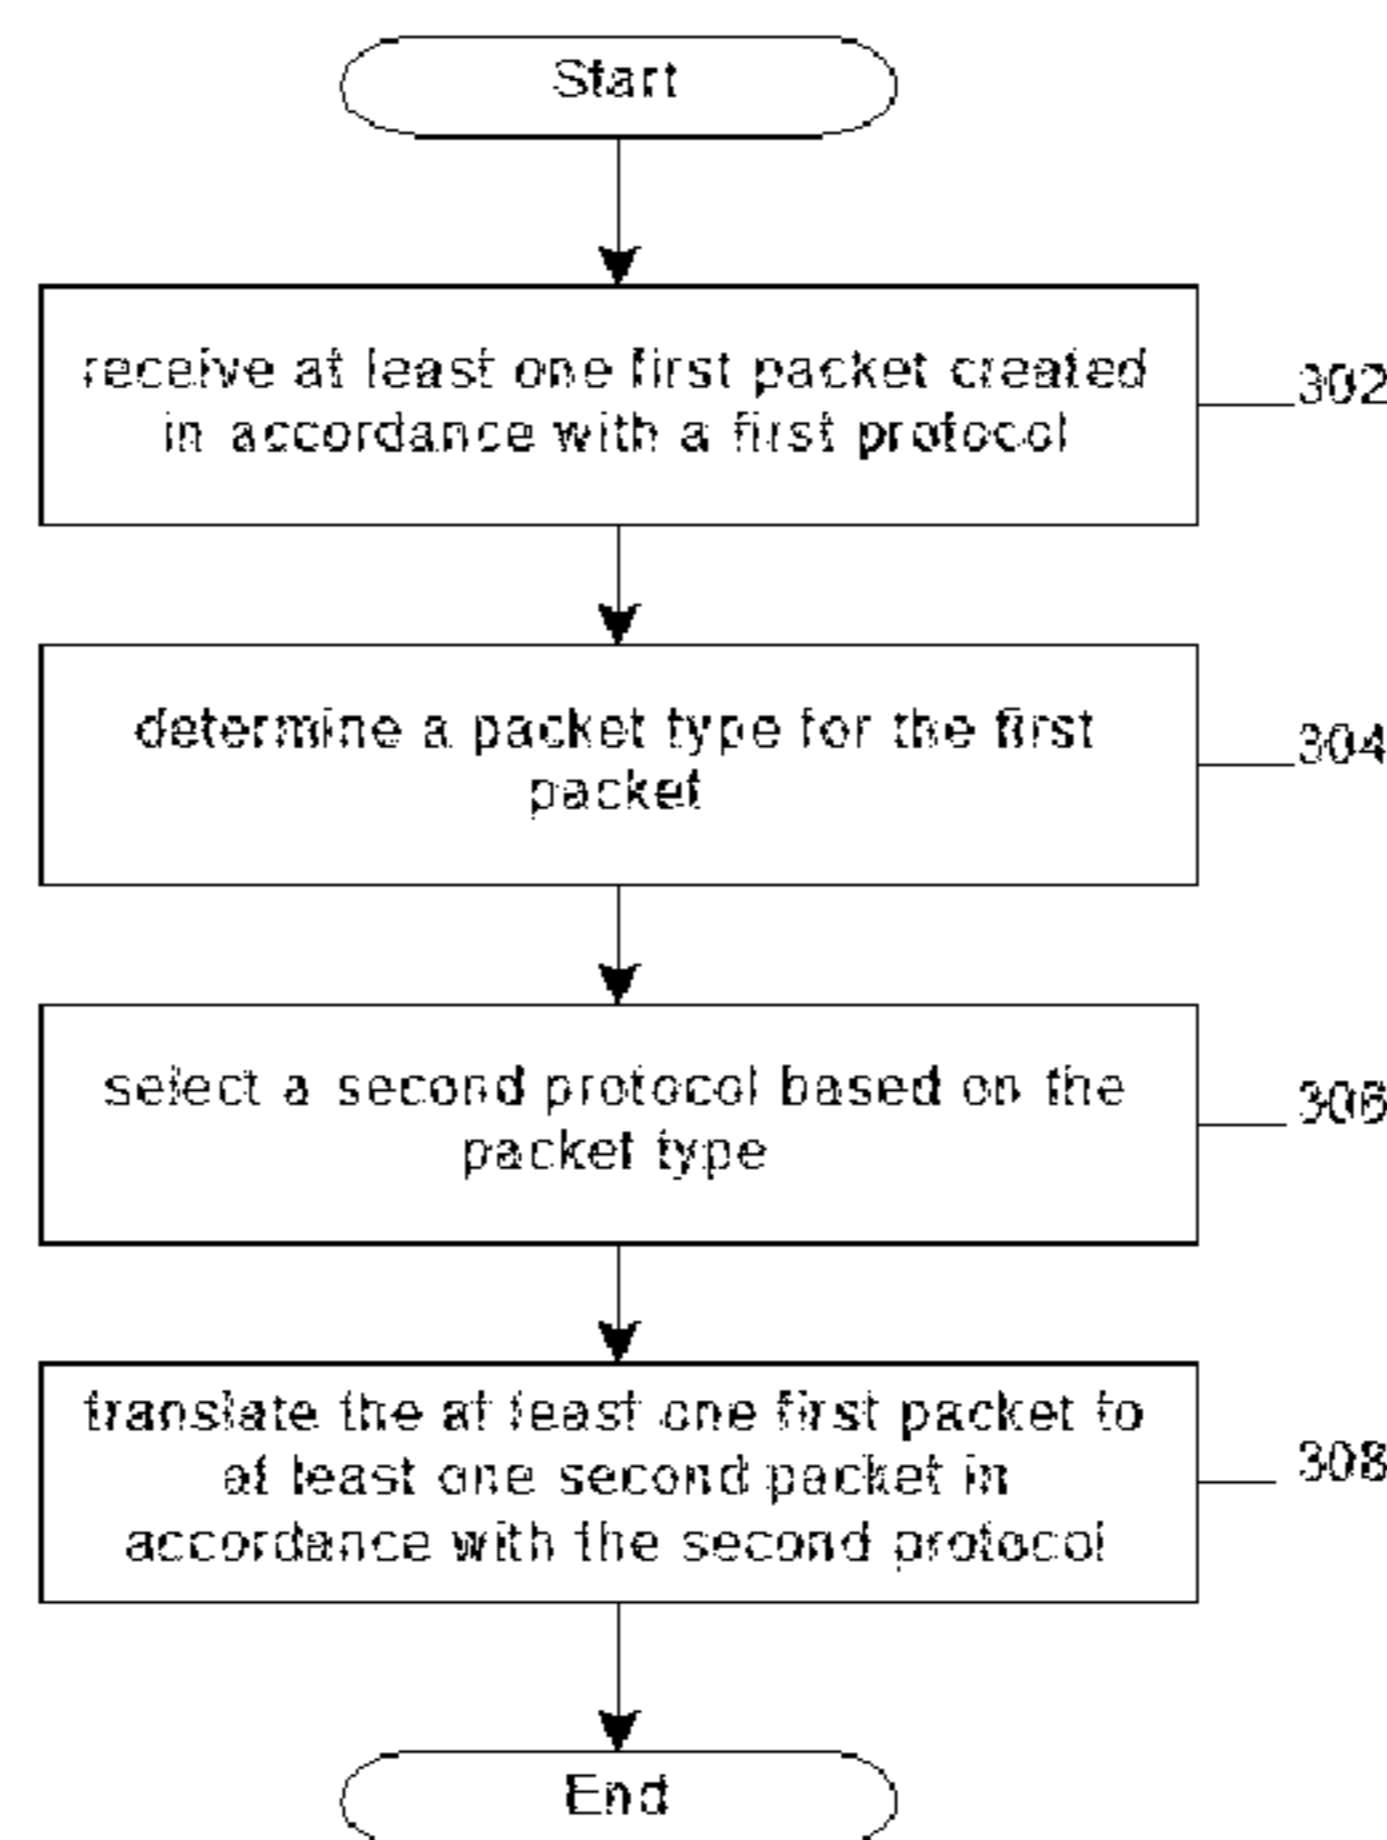 Start
receive at least one first packet created
in accordance with a first protocol
302
determine a packet type for the first
packet
304
select a second protocol based on the
packet type
306
translate the at least one first packet to
at least one second packet in
accordance with the second protocol
308
End